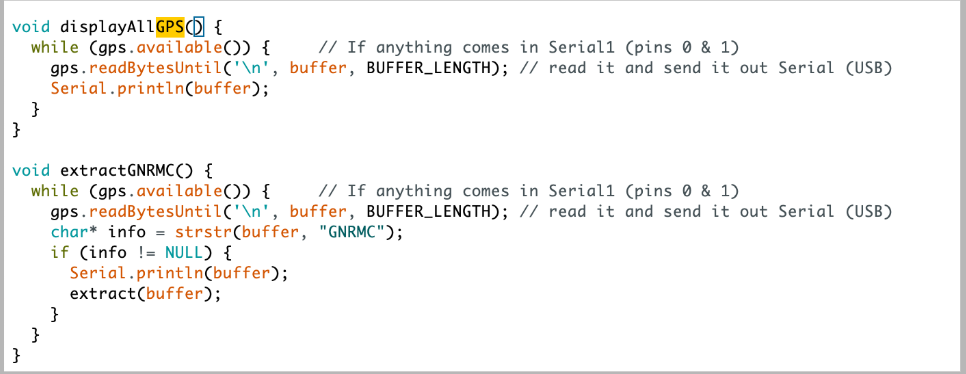 void displayAllGPS() {
  while (gps.available()) {     // If anything comes in Serial1 (pins 0 & 1)
    gps.readBytesUntil('\n', buffer, BUFFER_LENGTH); // read it and send it out Serial (USB)
    Serial.println(buffer);
  }
}

void extractGNRMC() {
  while (gps.available()) {     // If anything comes in Serial1 (pins 0 & 1)
    gps.readBytesUntil('\n', buffer, BUFFER_LENGTH); // read it and send it out Serial (USB)
    char* info = strstr(buffer, "GNRMC");
    if (info != NULL) {
      Serial.println(buffer);
      extract(buffer);
    }
  }
}